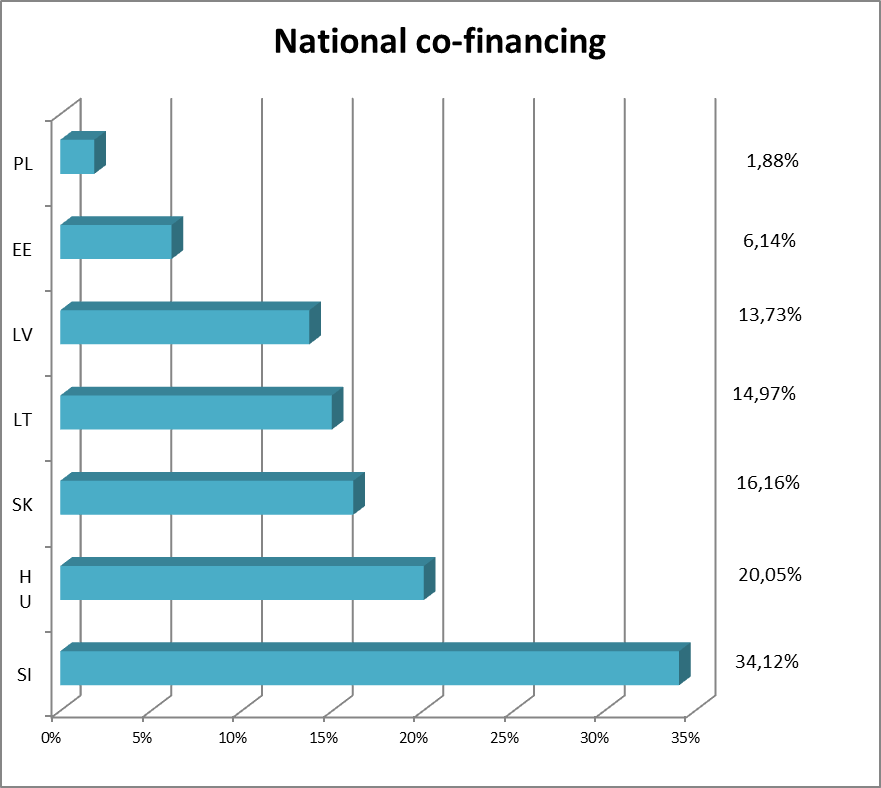 National co-financing
PL
1,88%
EE
6,14%
LV
13,73%
LT
14,97%
SK
16,16%
H
U
20,05%
SI
34,12%
0%
5%
10%
15%
20%
25%
30%
35%